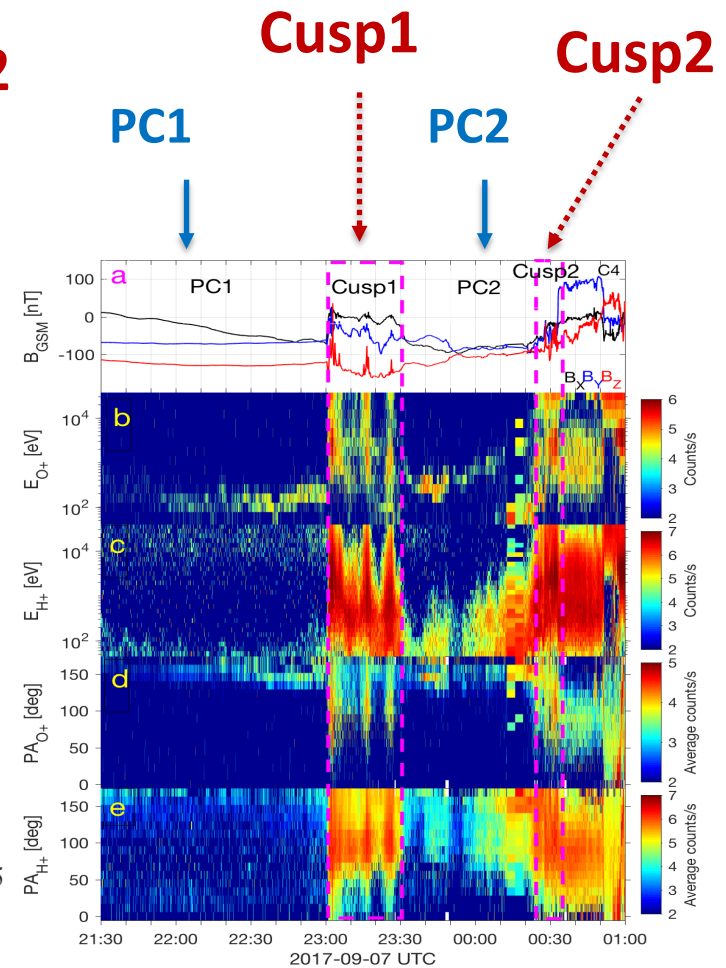 2
Cusp1
Cusp2
PC1
PC2
a
PC1
Cusp1
PC2
Cusp2
C4
100
0
-100
B_GSM [nT]
B_X B_Y B_Z
b
10^4
10^2
E_O+ [eV]
6
5
4
3
2
Counts/s
c
10^4
10^2
E_H+ [eV]
7
6
5
4
3
2
Counts/s
d
150
100
50
0
PA_O+ [deg]
5
4
3
2
Average counts/s
e
150
100
50
0
PA_H+ [deg]
7
6
5
4
3
2
Average counts/s
21:30 22:00 22:30 23:00 23:30 00:00 00:30 01:00
2017-09-07 UTC